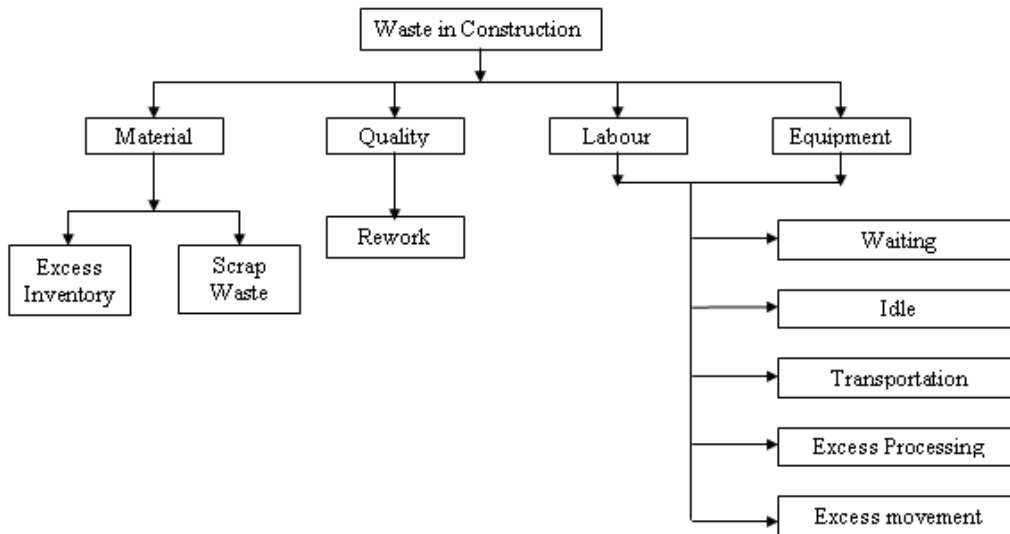 Waste in Construction
Material
Quality
Labour
Equipment
Excess
Inventory
Scrap
Waste
Rework
Waiting
Idle
Transportation
Excess Processing
Excess movement